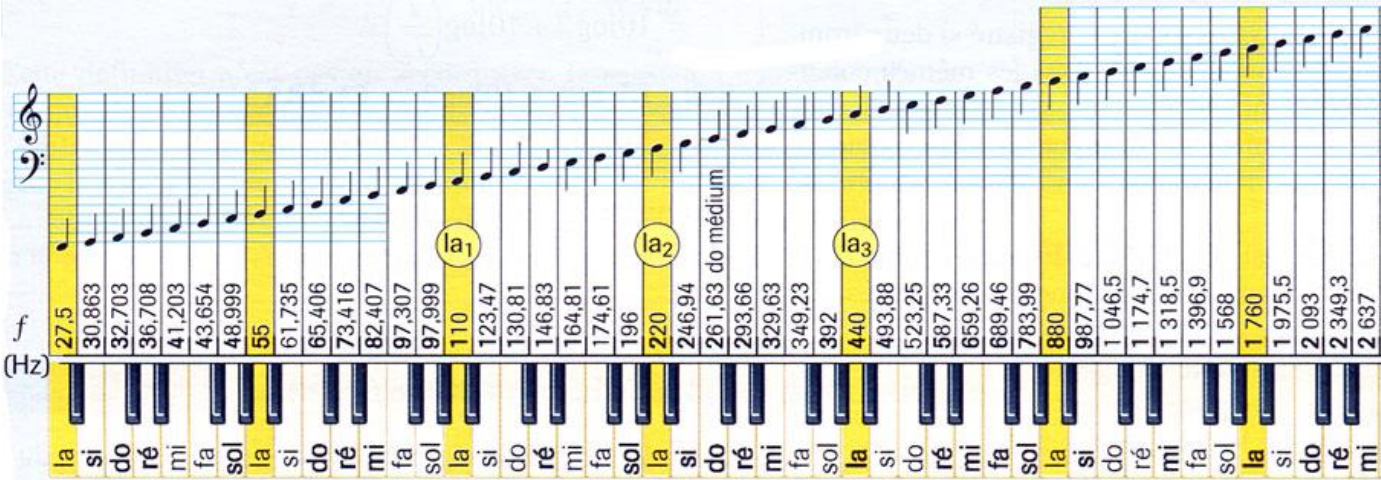 la₁ la₂ do médium la₃
f
(Hz)
27,5 30,863 32,703 36,708 41,203 43,654 48,999 55 61,735 65,406 73,416 82,407 97,307 97,999 110 123,47 130,81 146,83 164,81 174,61 196 220 246,94 261,63 293,66 329,63 349,23 392 440 493,88 523,25 587,33 659,26 689,46 783,99 880 987,77 1 046,5 1 174,7 1 318,5 1 396,9 1 568 1 760 1 975,5 2 093 2 349,3 2 637
la si do ré mi fa sol la si do ré mi fa sol la si do ré mi fa sol la si do ré mi fa sol la si do ré mi fa sol la si do ré mi fa sol la si do ré mi